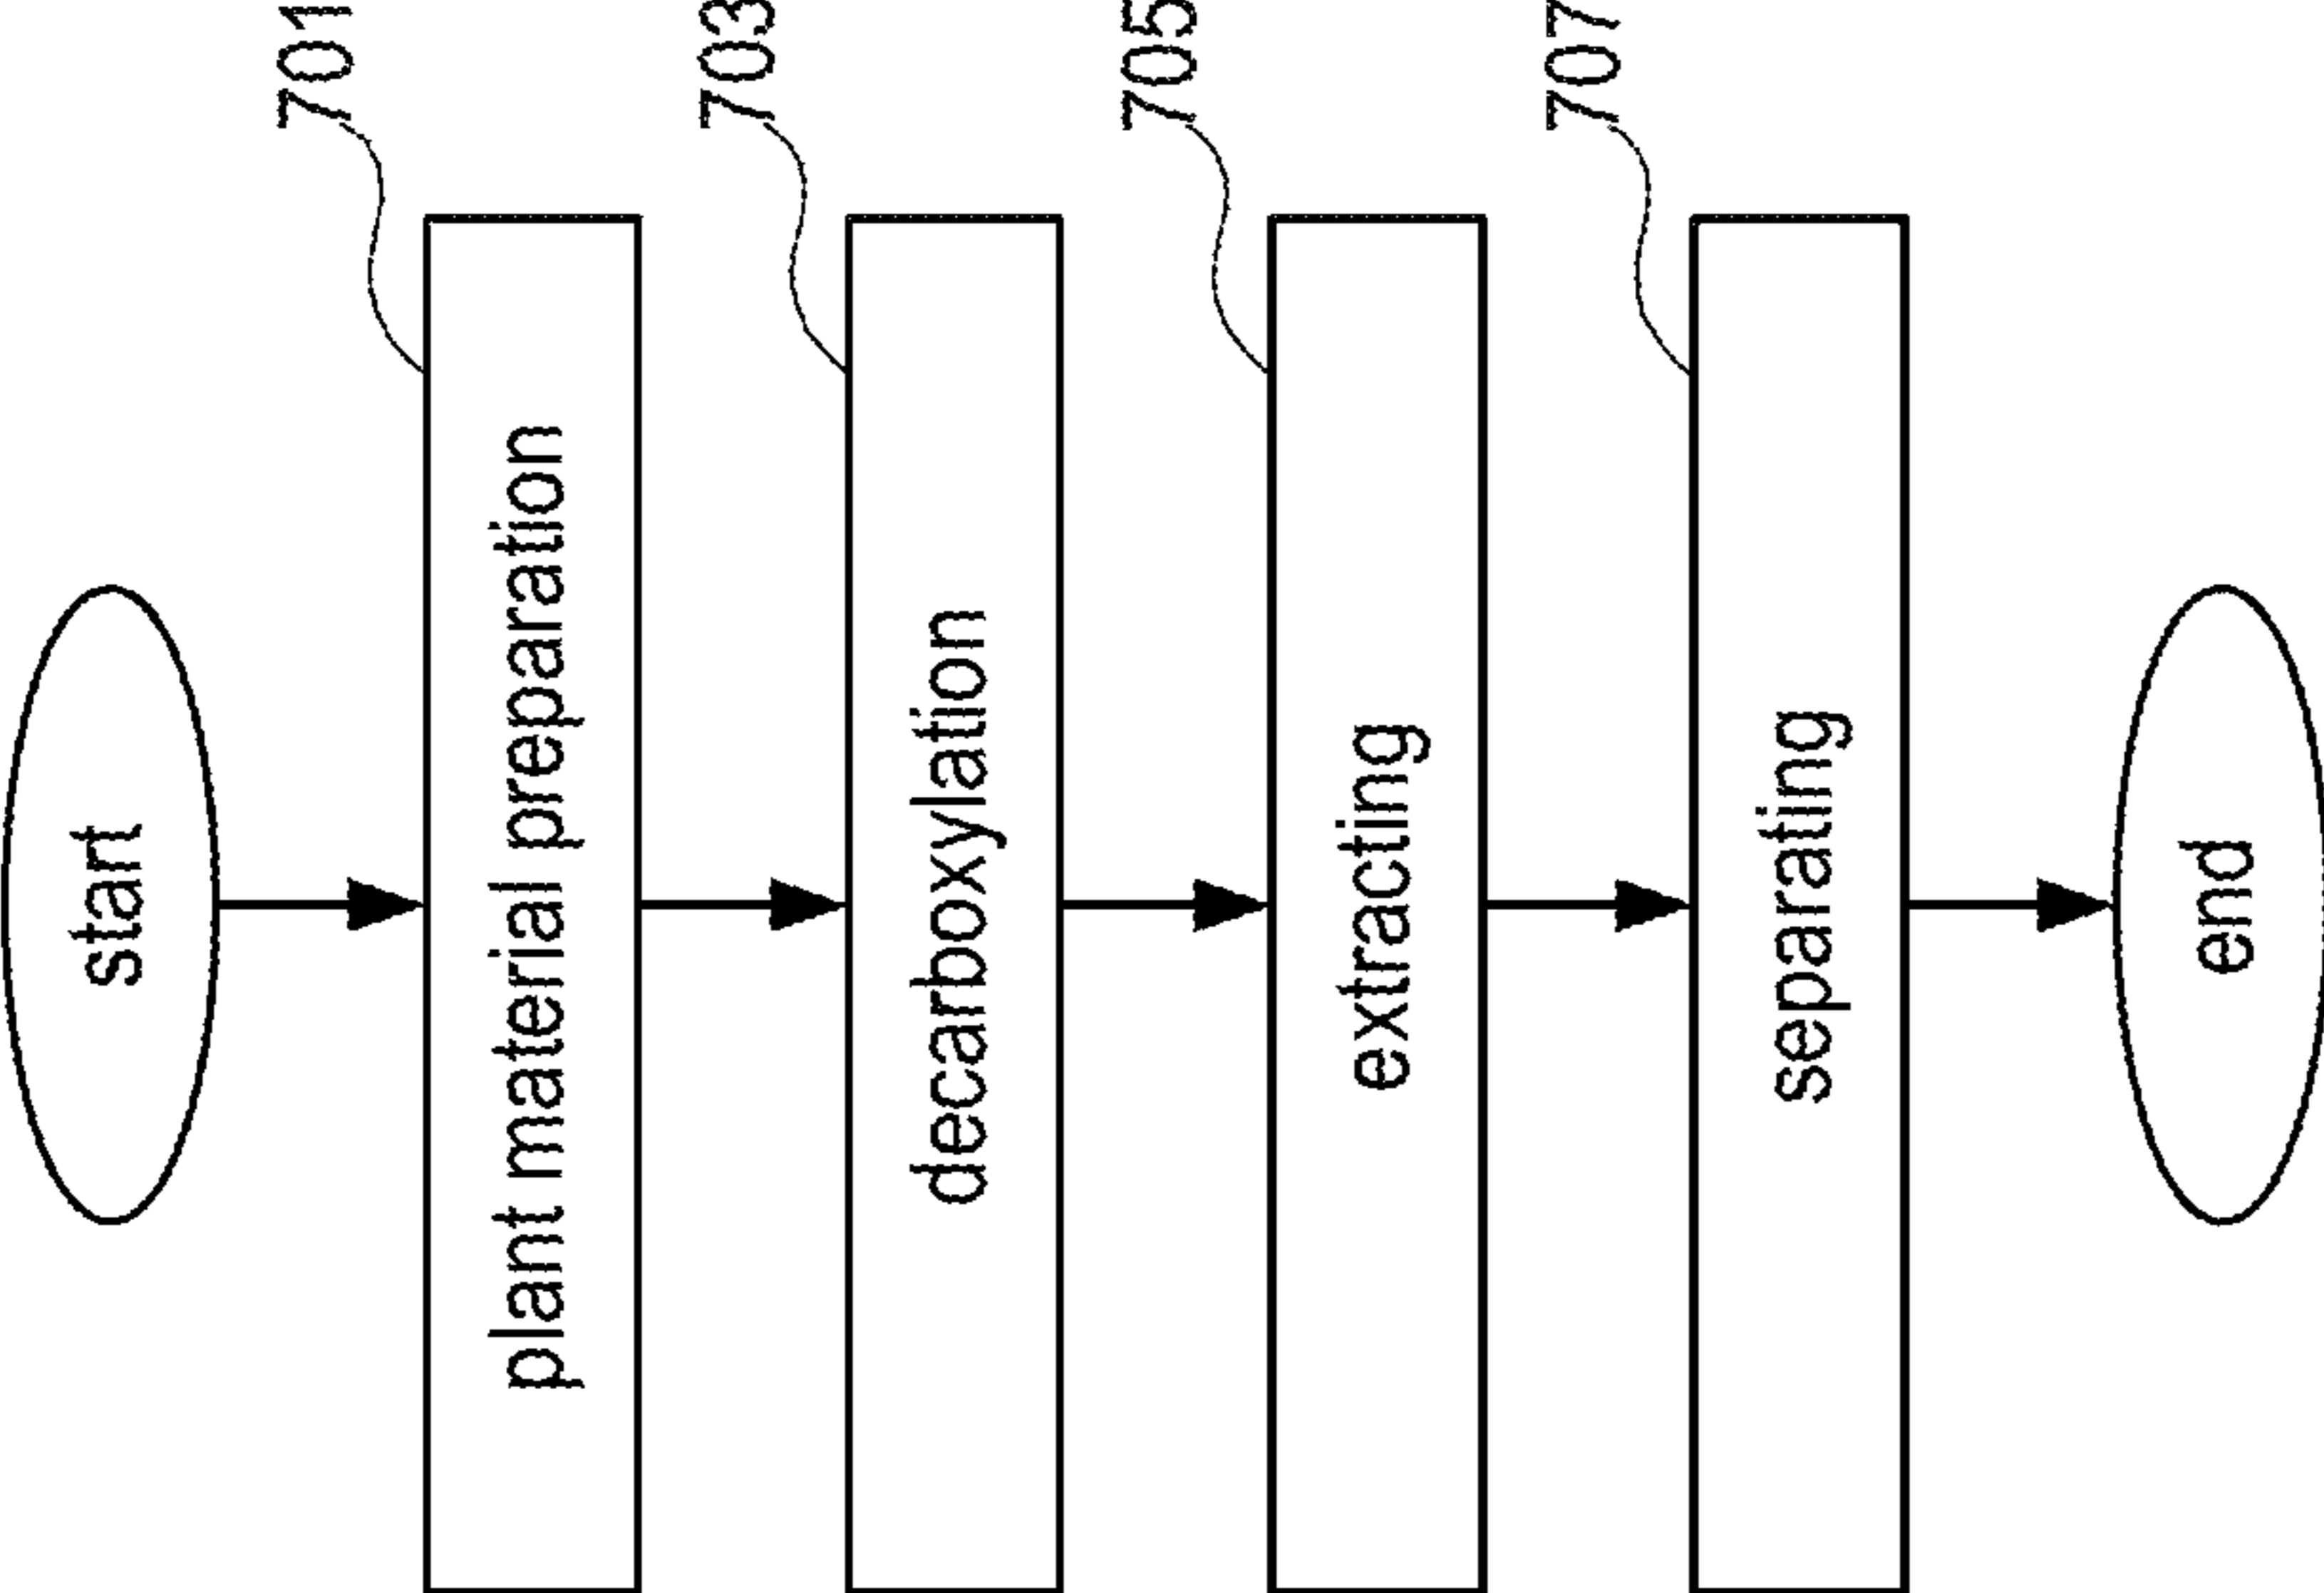 start
701
plant material preparation
703
decarboxylation
705
extracting
707
separating
end